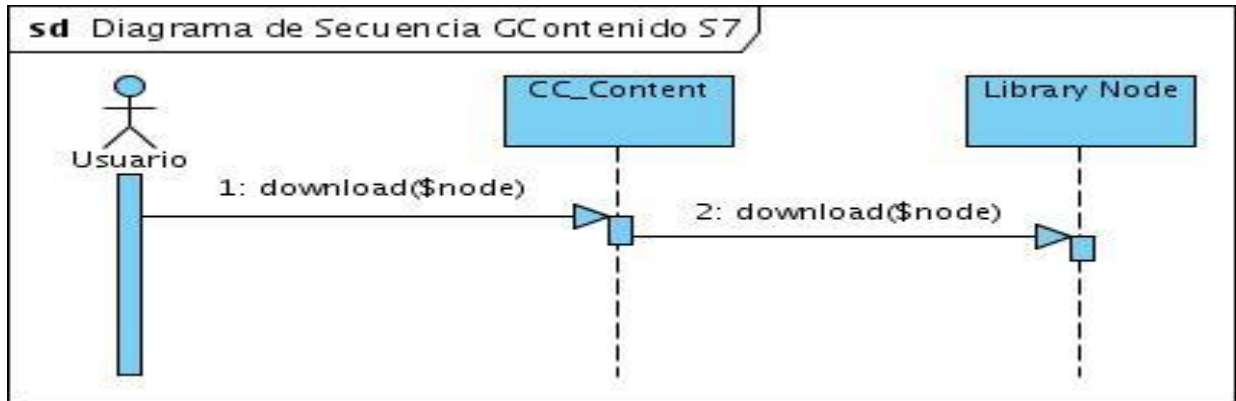 sd Diagrama de Secuencia GContenido S7
CC_Content
Library Node
Usuario
1: download($node)
2: download($node)